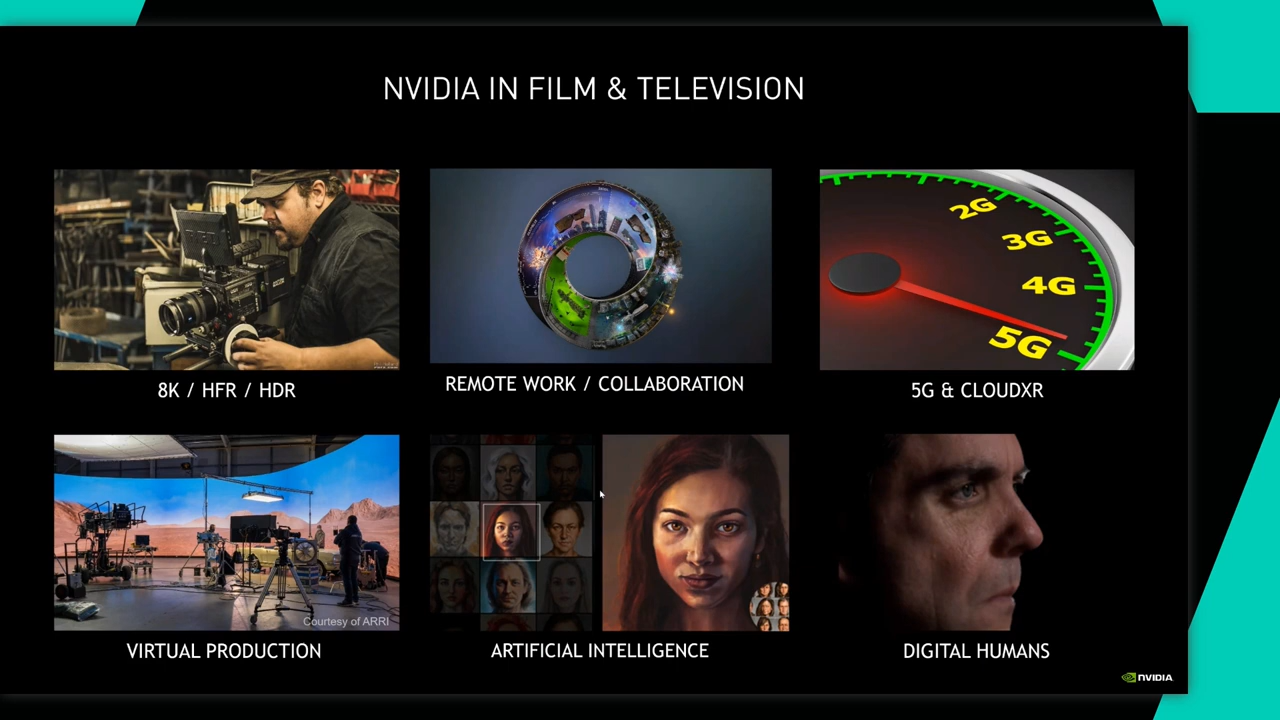 NVIDIA IN FILM & TELEVISION
2G
3G
4G
5G
8K / HFR / HDR
REMOTE WORK / COLLABORATION
5G & CLOUDXR
Courtesy of ARRI
VIRTUAL PRODUCTION
ARTIFICIAL INTELLIGENCE
DIGITAL HUMANS
NVIDIA